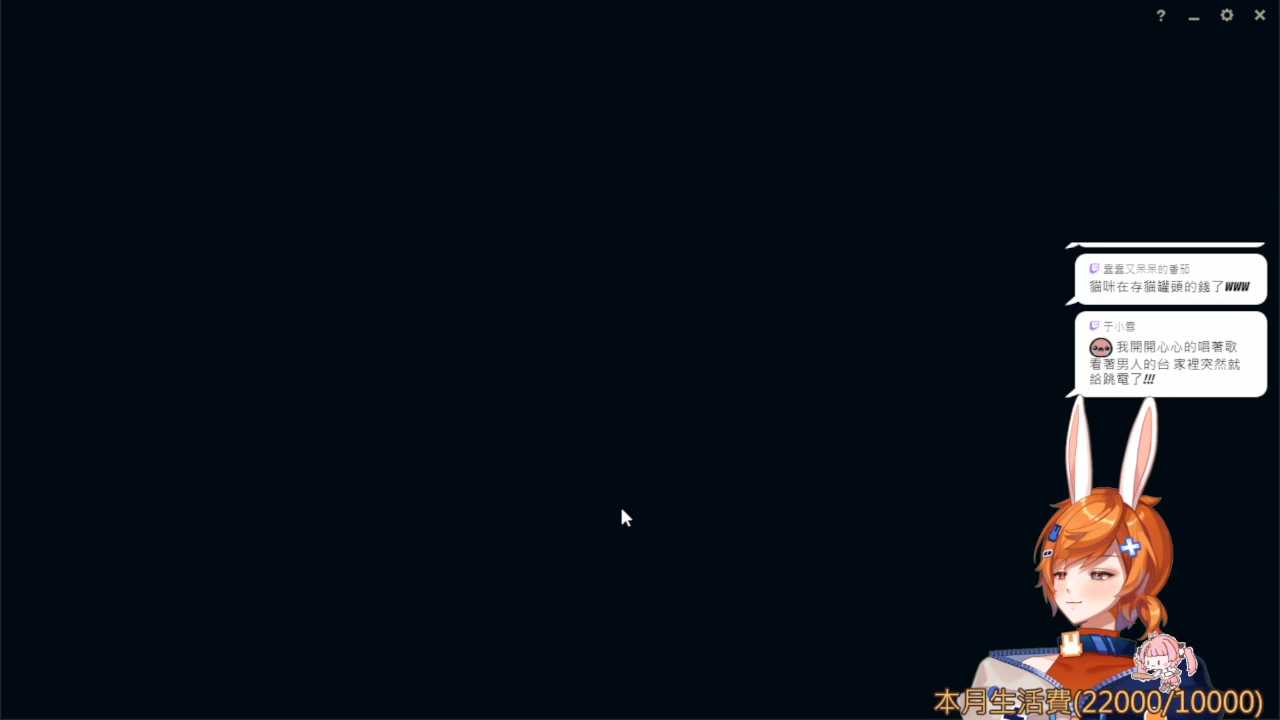 蠢蠢又呆呆的番茄
貓咪在存貓罐頭的錢了www
于小蠢
我開開心心的唱著歌
看著男人的台 家裡突然就
給跳電了!!!
本月生活費(22000/10000)